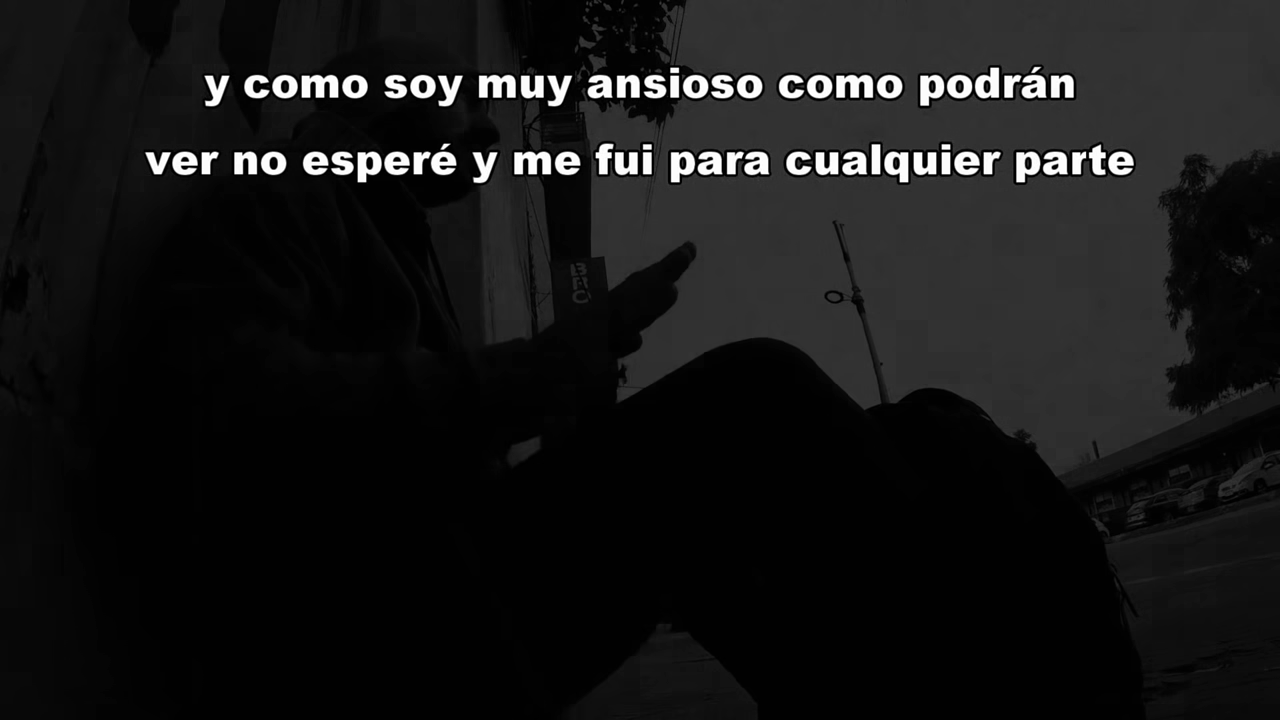 y como soy muy ansioso como podrán
ver no esperé y me fui para cualquier parte